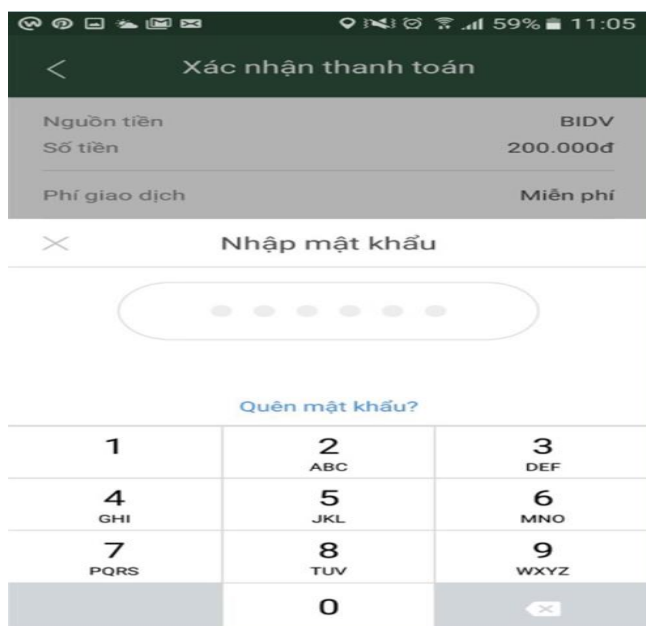 59% 11:05
Xác nhận thanh toán
Nguồn tiền BIDV
Số tiền 200.000đ
Phí giao dịch Miễn phí
Nhập mật khẩu
Quên mật khẩu?
1 2 3
ABC DEF
4 5 6
GHI JKL MNO
7 8 9
PQRS TUV WXYZ
0